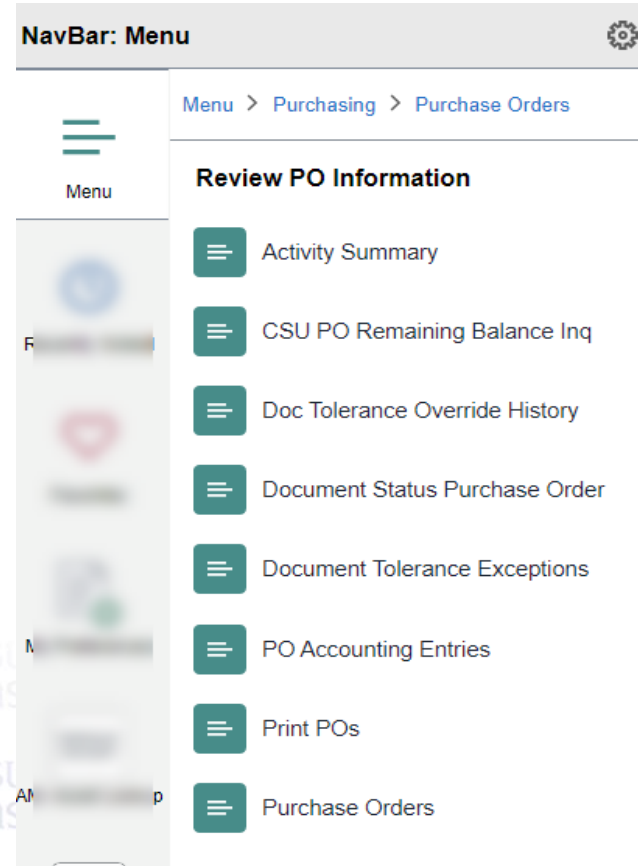 NavBar: Menu
Menu
Menu > Purchasing > Purchase Orders
Review PO Information
Activity Summary
CSU PO Remaining Balance Inq
Doc Tolerance Override History
Document Status Purchase Order
Document Tolerance Exceptions
PO Accounting Entries
Print POs
Purchase Orders